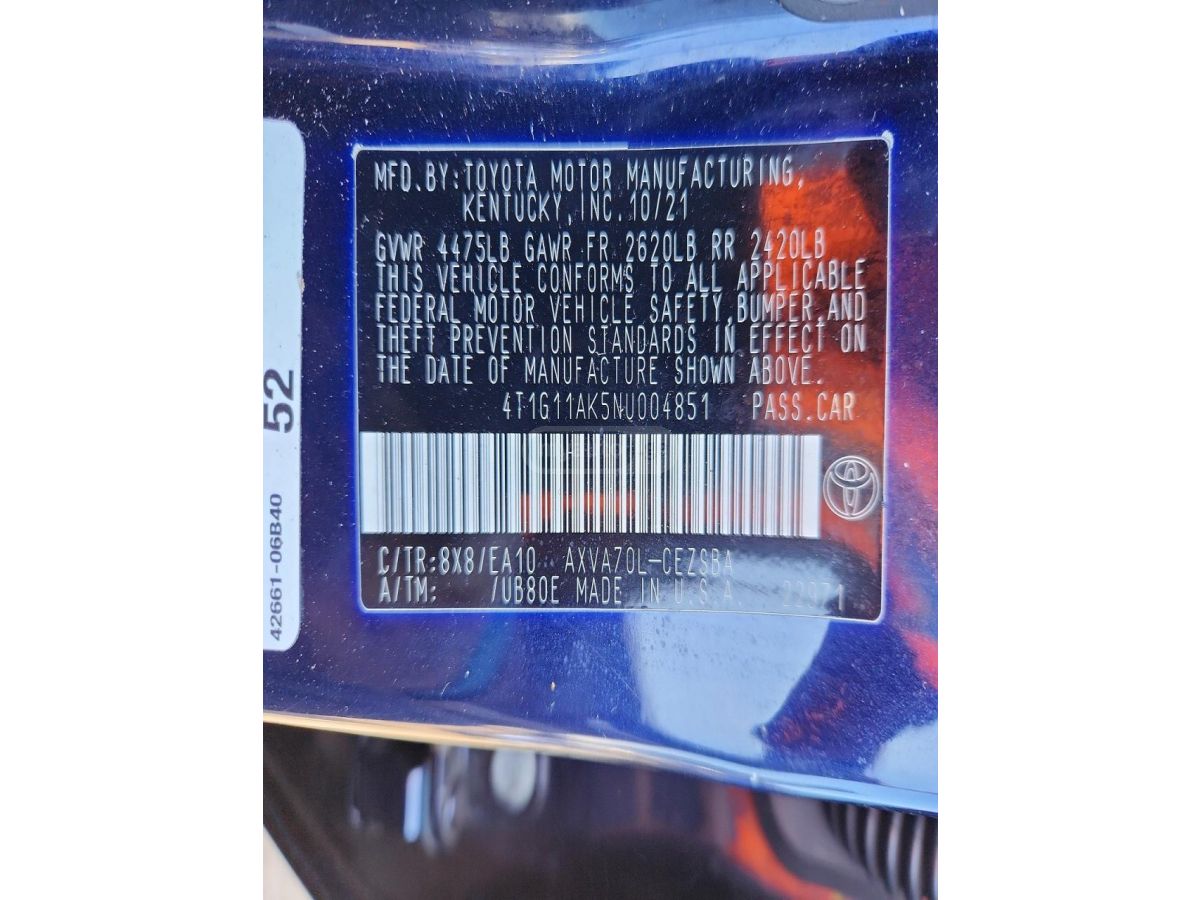 MFD.BY:TOYOTA MOTOR MANUFACTURING,
KENTUCKY,INC.10/21
GVWR 4475LB GAWR FR 2620LB RR 2420LB
THIS VEHICLE CONFORMS TO ALL APPLICABLE
FEDERAL MOTOR VEHICLE SAFETY,BUMPER,AND
THEFT PREVENTION STANDARDS IN EFFECT ON
THE DATE OF MANUFACTURE SHOWN ABOVE.
4T1G11AK5NU004851 PASS.CAR
C/TR:8X8/EA10 AXVA70L-CEZSBA
A/TM: /UB80E MADE IN U.S.A
52
42661-06B40